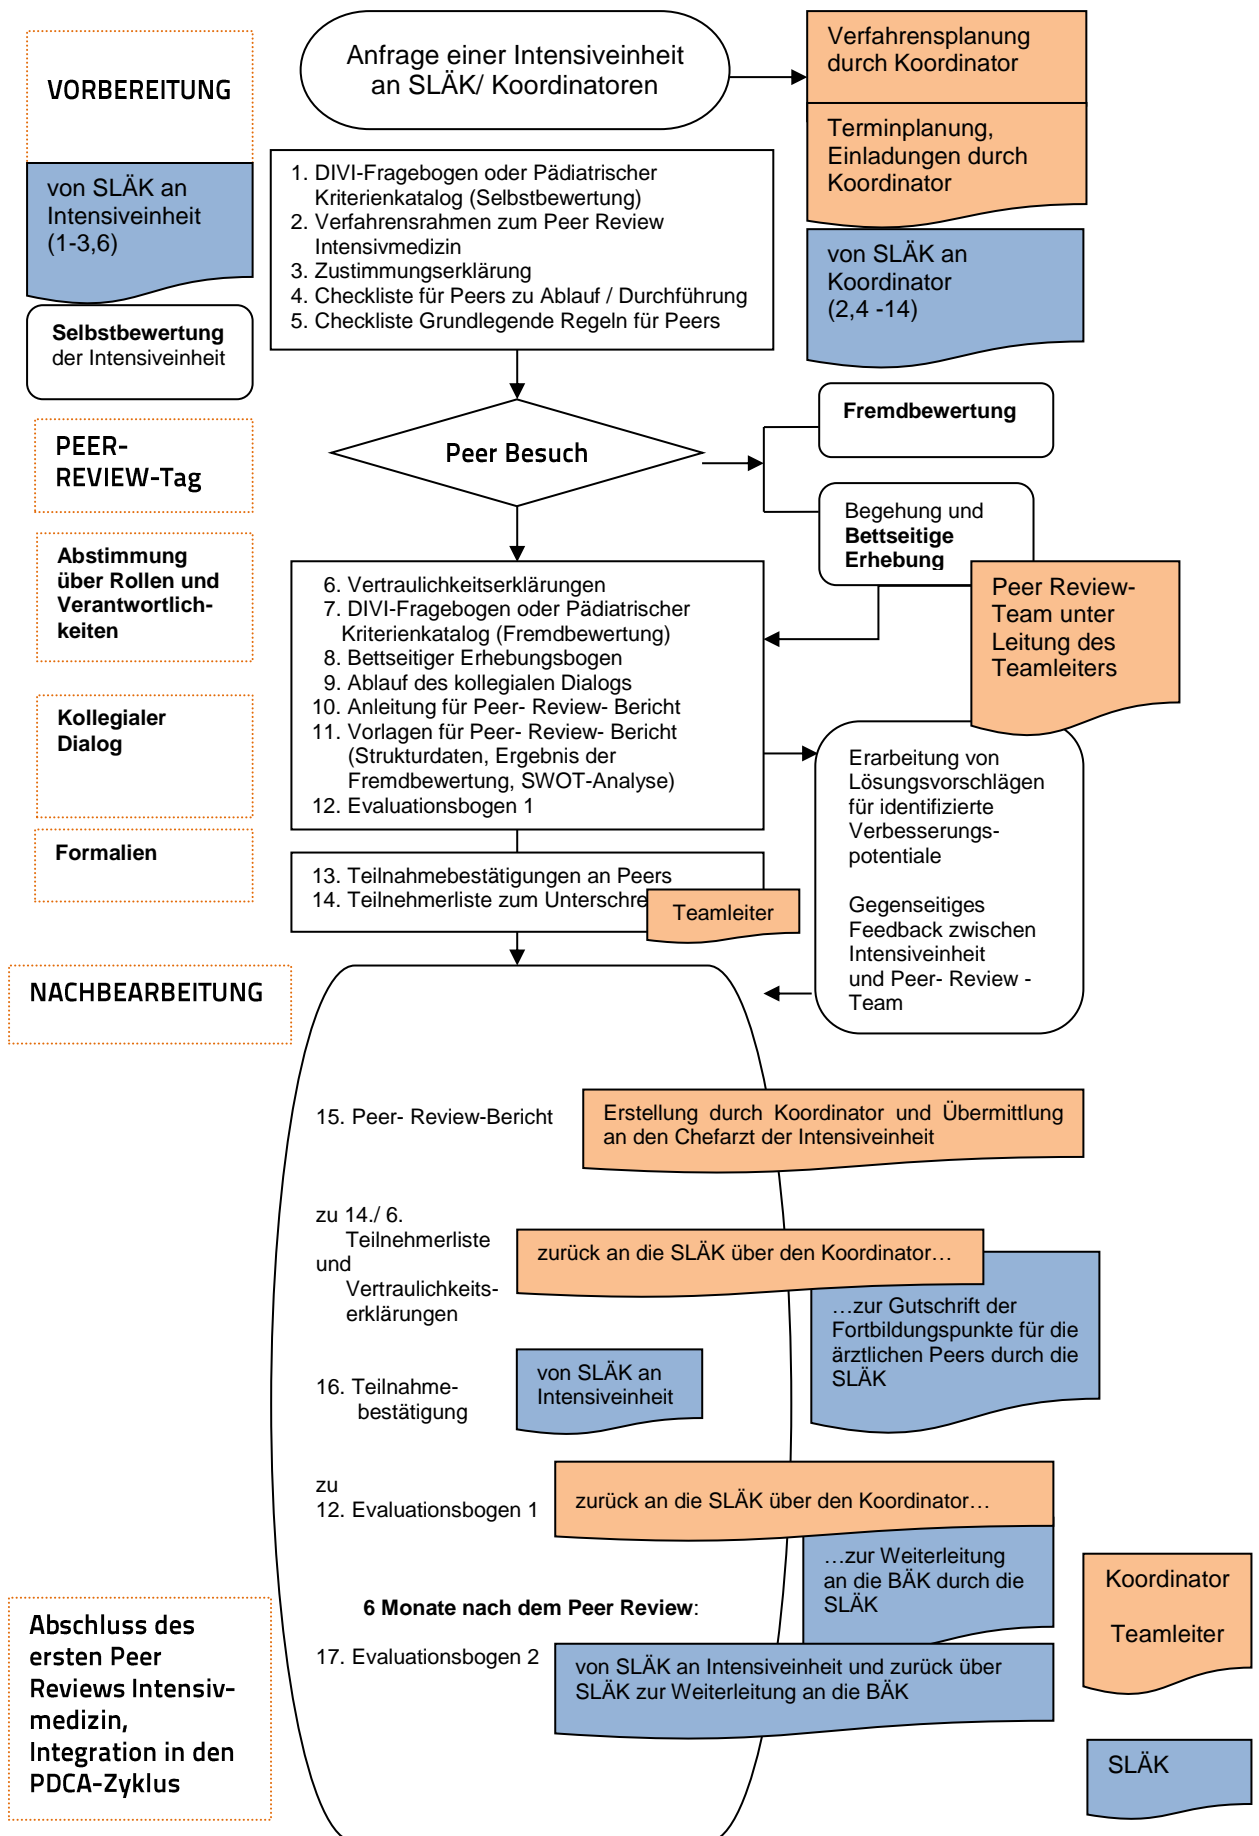 Anfrage einer Intensiveinheit
an SLÄK/ Koordinatoren
Verfahrensplanung
durch Koordinator
Terminplanung,
Einladungen durch
Koordinator
VORBEREITUNG
von SLÄK an
Intensiveinheit
(1-3,6)
1. DIVI-Fragebogen oder Pädiatrischer
Kriterienkatalog (Selbstbewertung)
2. Verfahrensrahmen zum Peer Review
Intensivmedizin
3. Zustimmungserklärung
4. Checkliste für Peers zu Ablauf / Durchführung
5. Checkliste Grundlegende Regeln für Peers
von SLÄK an
Koordinator
(2,4 -14)
Selbstbewertung
der Intensiveinheit
PEER-
REVIEW-Tag
Peer Besuch
Fremdbewertung
Begehung und
Bettseitige
Erhebung
Peer Review-
Team unter
Leitung des
Teamleiters
Abstimmung
über Rollen und
Verantwortlich-
keiten
6. Vertraulichkeitserklärungen
7. DIVI-Fragebogen oder Pädiatrischer
Kriterienkatalog (Fremdbewertung)
8. Bettseitiger Erhebungsbogen
9. Ablauf des kollegialen Dialogs
10. Anleitung für Peer- Review- Bericht
11. Vorlagen für Peer- Review- Bericht
(Strukturdaten, Ergebnis der
Fremdbewertung, SWOT-Analyse)
12. Evaluationsbogen 1
Kollegialer
Dialog
Erarbeitung von
Lösungsvorschlägen
für identifizierte
Verbesserungs-
potentiale
Gegenseitiges
Feedback zwischen
Intensiveinheit
und Peer- Review -
Team
Formalien
13. Teilnahmebestätigungen an Peers
14. Teilnehmerliste zum Unterschre
Teamleiter
NACHBEARBEITUNG
15. Peer- Review-Bericht
Erstellung durch Koordinator und Übermittlung
an den Chefarzt der Intensiveinheit
zu 14./ 6.
Teilnehmerliste
und
Vertraulichkeits-
erklärungen
zurück an die SLÄK über den Koordinator…
…zur Gutschrift der
Fortbildungspunkte für die
ärztlichen Peers durch die
SLÄK
16. Teilnahme-
bestätigung
von SLÄK an
Intensiveinheit
zu
12. Evaluationsbogen 1
zurück an die SLÄK über den Koordinator…
…zur Weiterleitung
an die BÄK durch die
SLÄK
6 Monate nach dem Peer Review:
17. Evaluationsbogen 2
von SLÄK an Intensiveinheit und zurück über
SLÄK zur Weiterleitung an die BÄK
Abschluss des
ersten Peer
Reviews Intensiv-
medizin,
Integration in den
PDCA-Zyklus
Koordinator
Teamleiter
SLÄK